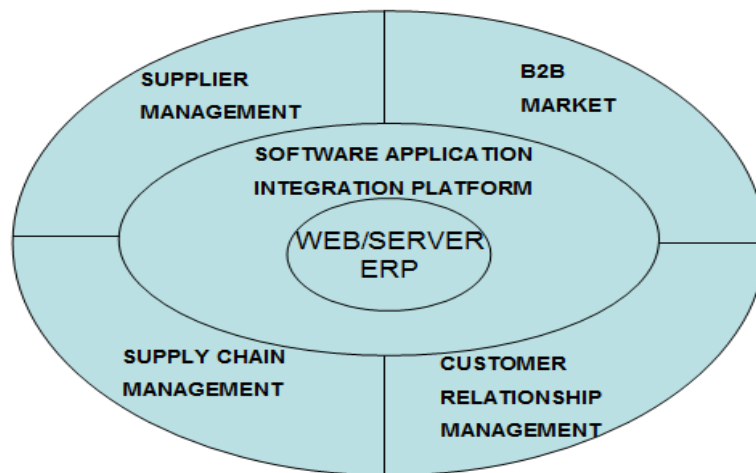 SUPPLIER
MANAGEMENT
B2B
MARKET
SOFTWARE APPLICATION
INTEGRATION PLATFORM
WEB/SERVER
ERP
SUPPLY CHAIN
MANAGEMENT
CUSTOMER
RELATIONSHIP
MANAGEMENT